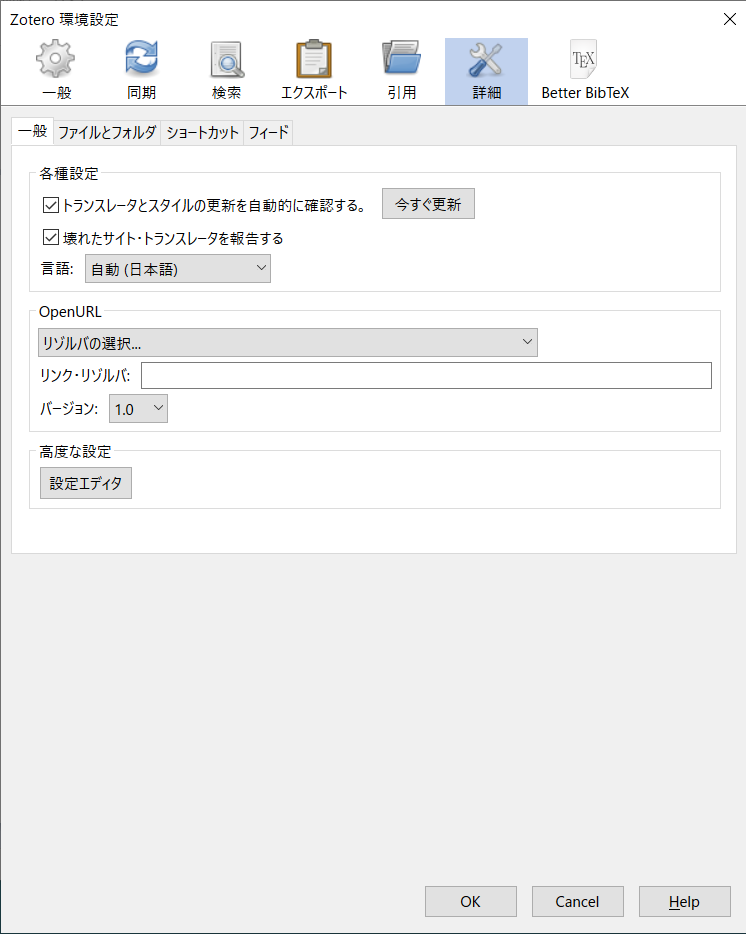 Zotero 環境設定
一般 同期 検索 エクスポート 引用 詳細 Better BibTeX
TEX
一般 ファイルとフォルダ ショートカット フィード
各種設定
トランスレータとスタイルの更新を自動的に確認する。 今すぐ更新
壊れたサイト・トランスレータを報告する
言語: 自動 (日本語)
OpenURL
リゾルバの選択...
リンク・リゾルバ:
バージョン: 1.0
高度な設定
設定エディタ
OK Cancel Help